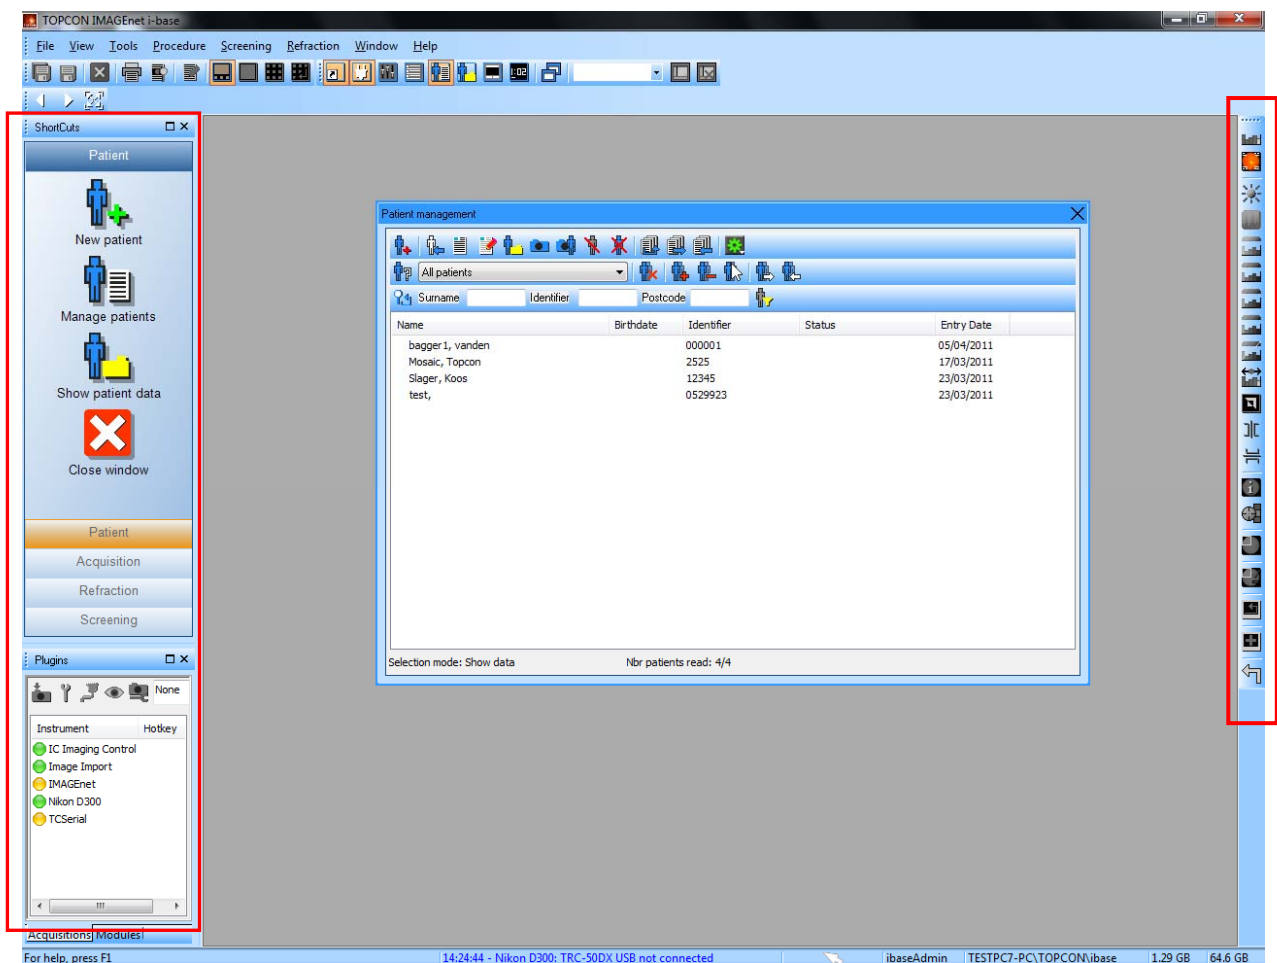 TOPCON IMAGEnet i-base
File View Tools Procedure Screening Refraction Window Help
1:02
ShortCuts
Patient
New patient
Manage patients
Show patient data
Close window
Patient
Acquisition
Refraction
Screening
Plugins
None
Instrument Hotkey
IC Imaging Control
Image Import
IMAGEnet
Nikon D300
TCSerial
Acquisitions Modules
Patient management
All patients
Surname Identifier Postcode
Name Birthdate Identifier Status Entry Date
bagger1, vanden 000001 05/04/2011
Mosaic, Topcon 2525 17/03/2011
Slager, Koos 12345 23/03/2011
test, 0529923 23/03/2011
Selection mode: Show data Nbr patients read: 4/4
For help, press F1 14:24:44 - Nikon D300: TRC-50DX USB not connected ibaseAdmin TESTPC7-PC\TOPCON\ibase 1.29 GB 64.6 GB